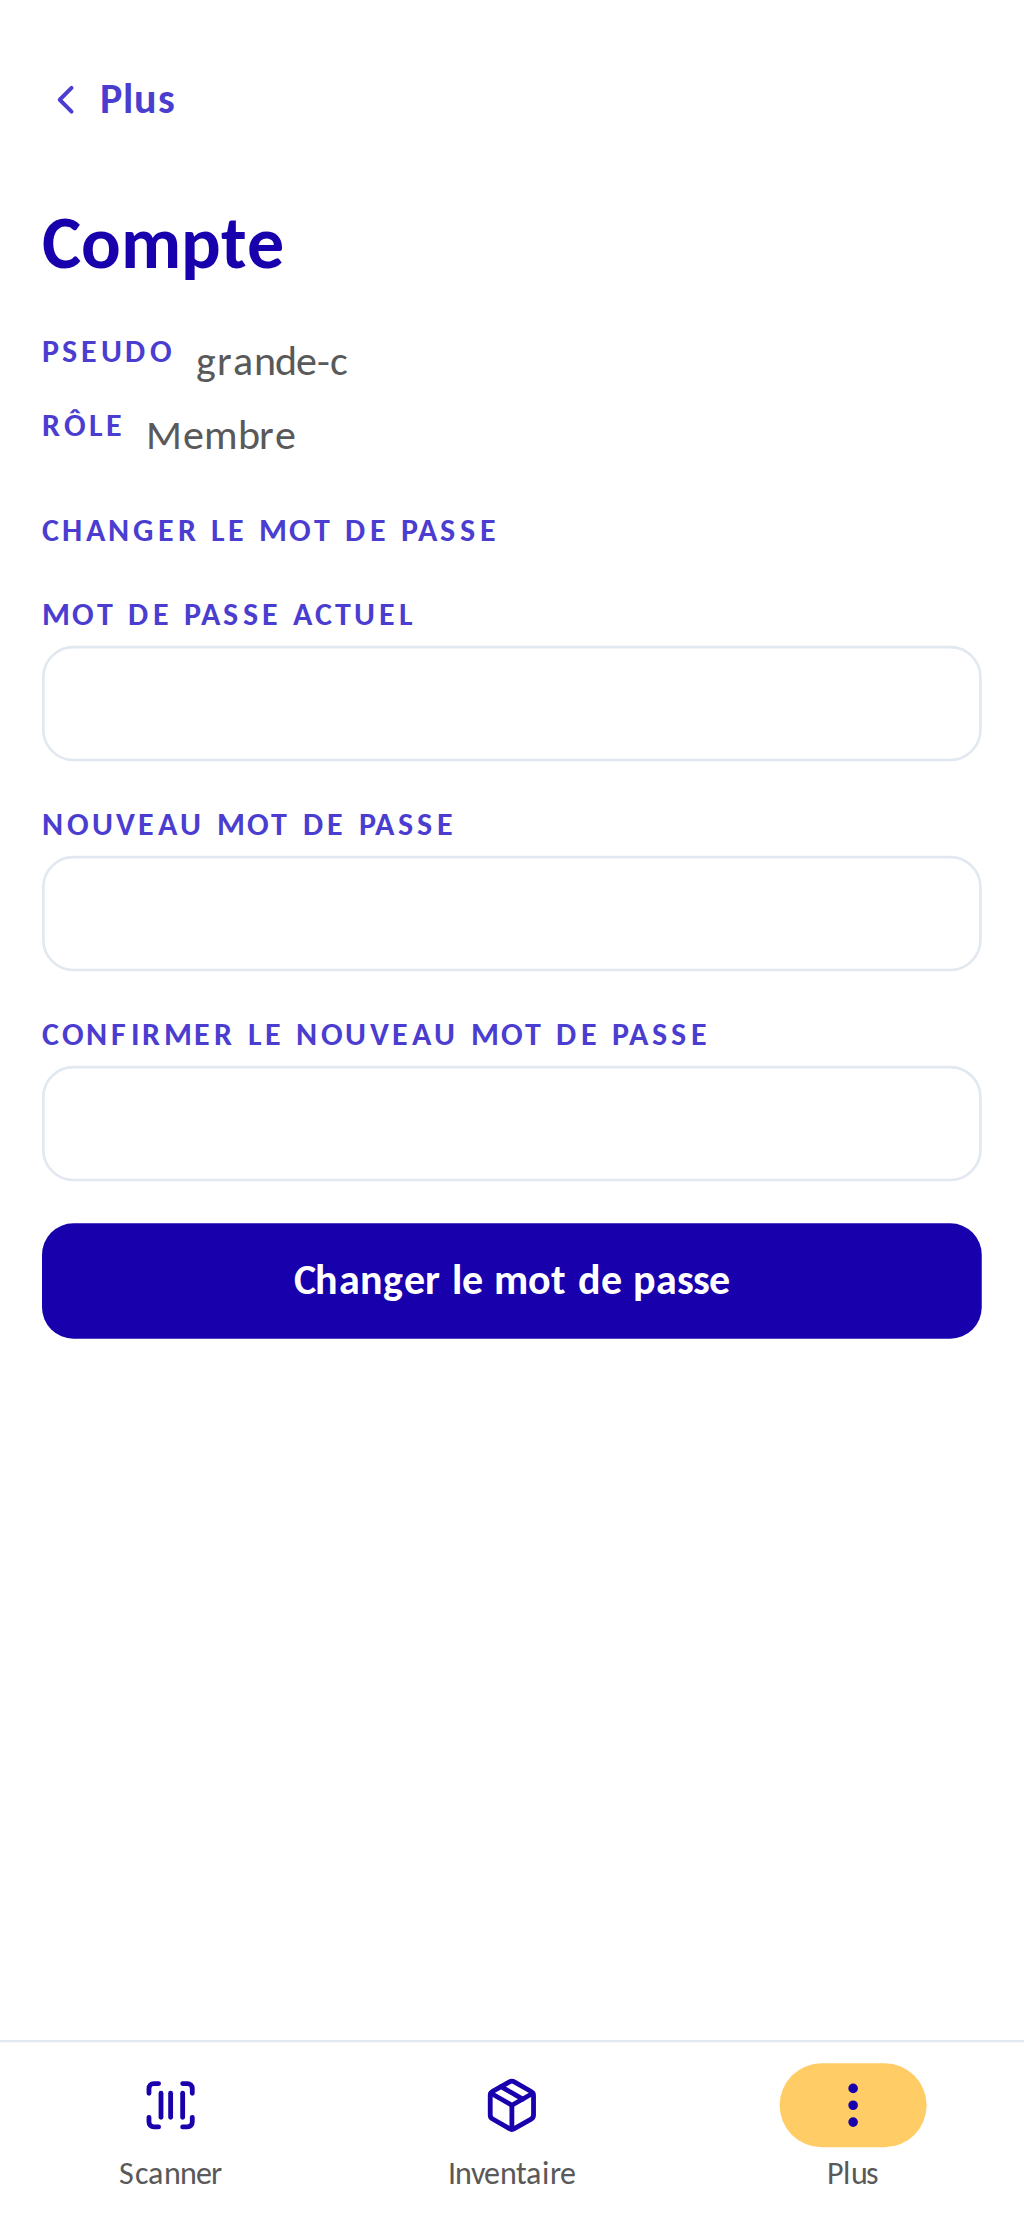 Plus
Compte
PSEUDO grande-c
RÔLE Membre
CHANGER LE MOT DE PASSE
MOT DE PASSE ACTUEL
NOUVEAU MOT DE PASSE
CONFIRMER LE NOUVEAU MOT DE PASSE
Changer le mot de passe
Scanner Inventaire Plus